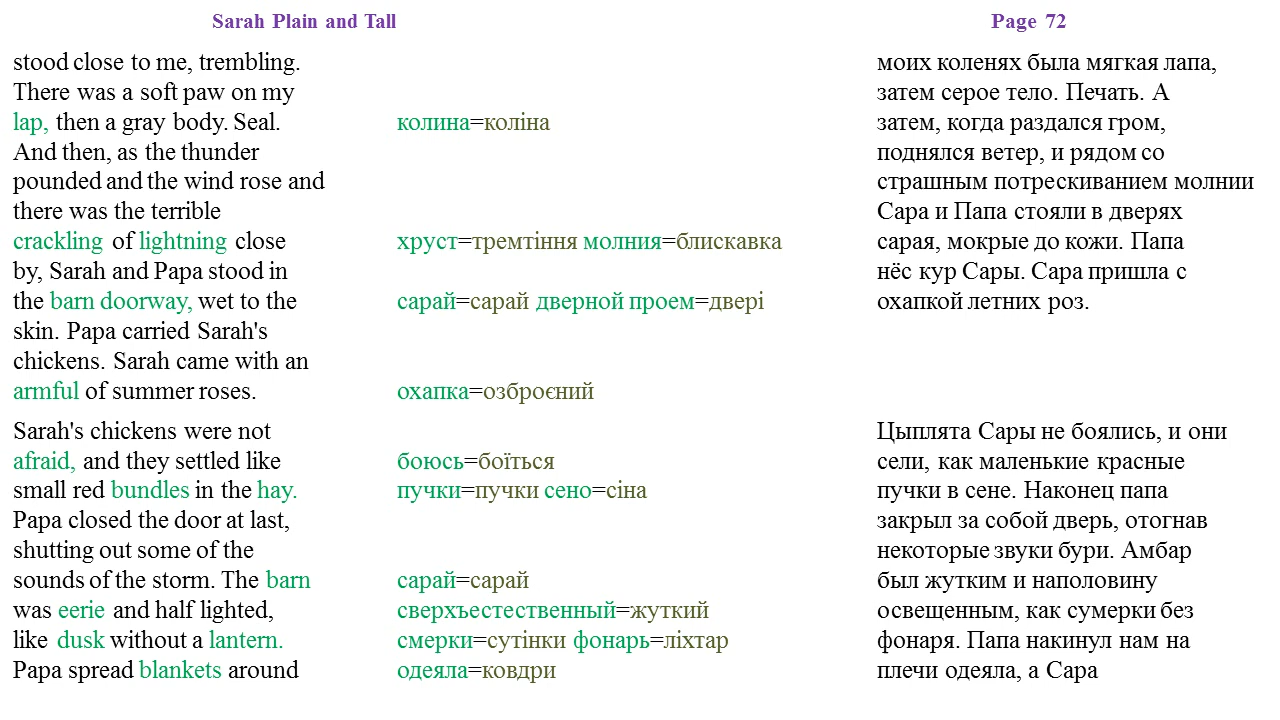 Sarah Plain and Tall
Page 72
stood close to me, trembling.
There was a soft paw on my
lap, then a gray body. Seal.
And then, as the thunder
pounded and the wind rose and
there was the terrible
crackling of lightning close
by, Sarah and Papa stood in
the barn doorway, wet to the
skin. Papa carried Sarah's
chickens. Sarah came with an
armful of summer roses.
колина=коліна
хруст=тремтіння молния=блискавка
сарай=сарай дверной проем=двері
охапка=озброєний
моих коленях была мягкая лапа,
затем серое тело. Печать. А
затем, когда раздался гром,
поднялся ветер, и рядом со
страшным потрескиванием молнии
Сара и Папа стояли в дверях
сарая, мокрые до кожи. Папа
нёс кур Сары. Сара пришла с
охапкой летних роз.
Sarah's chickens were not
afraid, and they settled like
small red bundles in the hay.
Papa closed the door at last,
shutting out some of the
sounds of the storm. The barn
was eerie and half lighted,
like dusk without a lantern.
Papa spread blankets around
боюсь=боїться
пучки=пучки сено=сіна
сарай=сарай
сверхъестественный=жуткий
смерки=сутінки фонарь=ліхтар
одеяла=ковдри
Цыплята Сары не боялись, и они
сели, как маленькие красные
пучки в сене. Наконец папа
закрыл за собой дверь, отогнав
некоторые звуки бури. Амбар
был жутким и наполовину
освещенным, как сумерки без
фонаря. Папа накинул нам на
плечи одеяла, а Сара